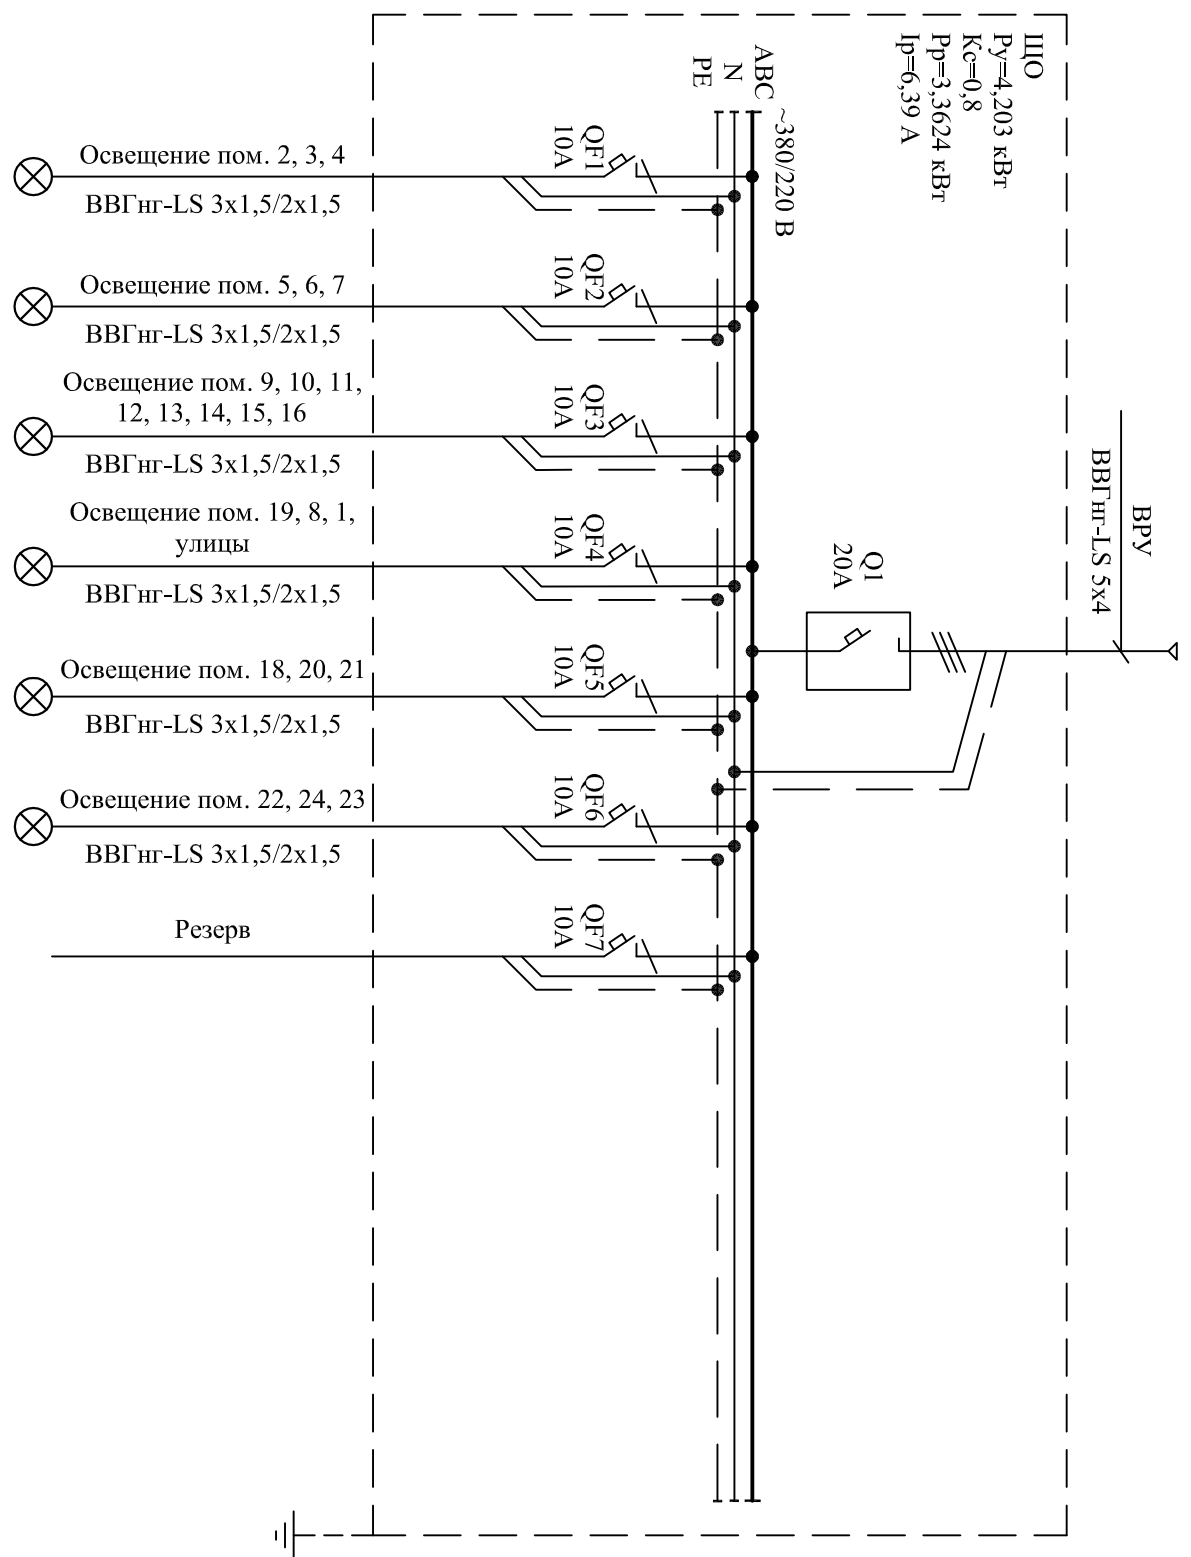 ЩО
Ру=4,203 кВт
Кс=0,8
Рр=3,3624 кВт
Iр=6,39 А
ВРУ
ВВГнг-LS 5х4
Q1
20А
~380/220 В
АВС
N
PE
QF1
10А
Освещение пом. 2, 3, 4
ВВГнг-LS 3х1,5/2х1,5
QF2
10А
Освещение пом. 5, 6, 7
ВВГнг-LS 3х1,5/2х1,5
QF3
10А
Освещение пом. 9, 10, 11,
12, 13, 14, 15, 16
ВВГнг-LS 3х1,5/2х1,5
QF4
10А
Освещение пом. 19, 8, 1,
улицы
ВВГнг-LS 3х1,5/2х1,5
QF5
10А
Освещение пом. 18, 20, 21
ВВГнг-LS 3х1,5/2х1,5
QF6
10А
Освещение пом. 22, 24, 23
ВВГнг-LS 3х1,5/2х1,5
QF7
10А
Резерв